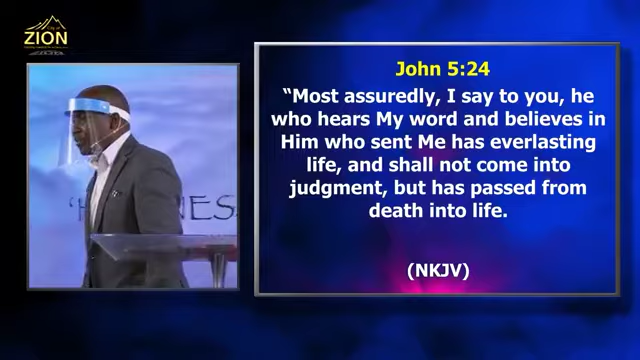 ZION
John 5:24
“Most assuredly, I say to you, he
who hears My word and believes in
Him who sent Me has everlasting
life, and shall not come into
judgment, but has passed from
death into life.
(NKJV)